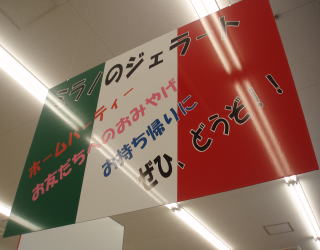 ミラノのジェラート
ホームパーティー
お友だちへのおみやげ
お持ち帰りに
ぜひ、どうぞ!!